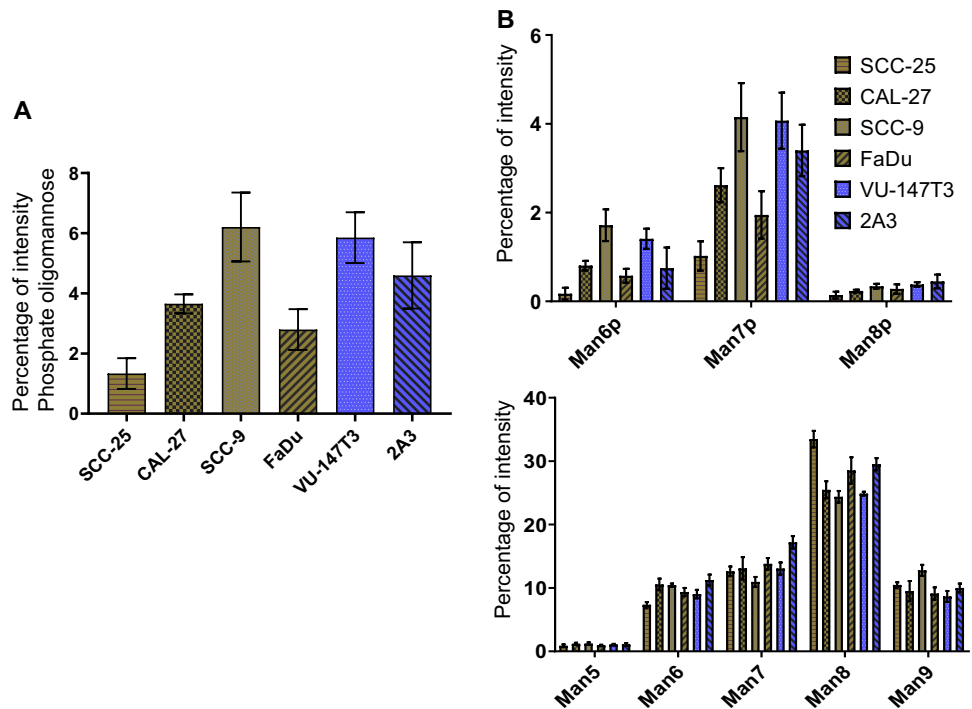 A
Percentage of intensity
Phosphate oligomannose
8
6
4
2
0
SCC-25
CAL-27
SCC-9
FaDu
VU-147T3
2A3
B
Percentage of intensity
6
4
2
0
Man6p
Man7p
Man8p
SCC-25
CAL-27
SCC-9
FaDu
VU-147T3
2A3
Percentage of intensity
40
30
20
10
0
Man5
Man6
Man7
Man8
Man9